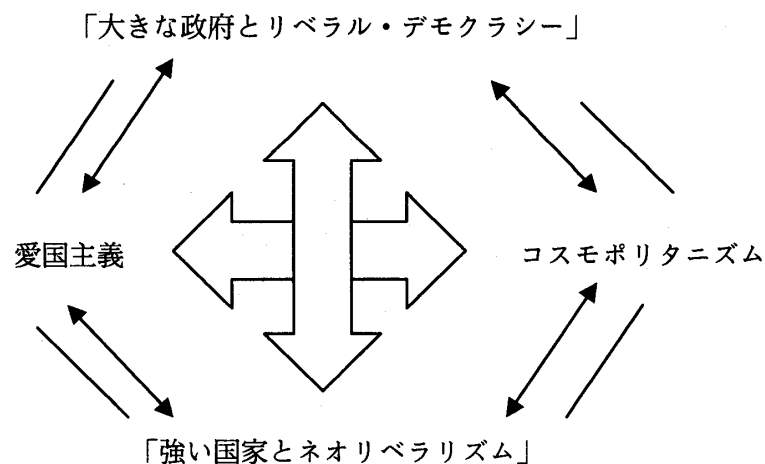 「大きな政府とリベラル・デモクラシー」
愛国主義
コスモポリタニズム
「強い国家とネオリベラリズム」